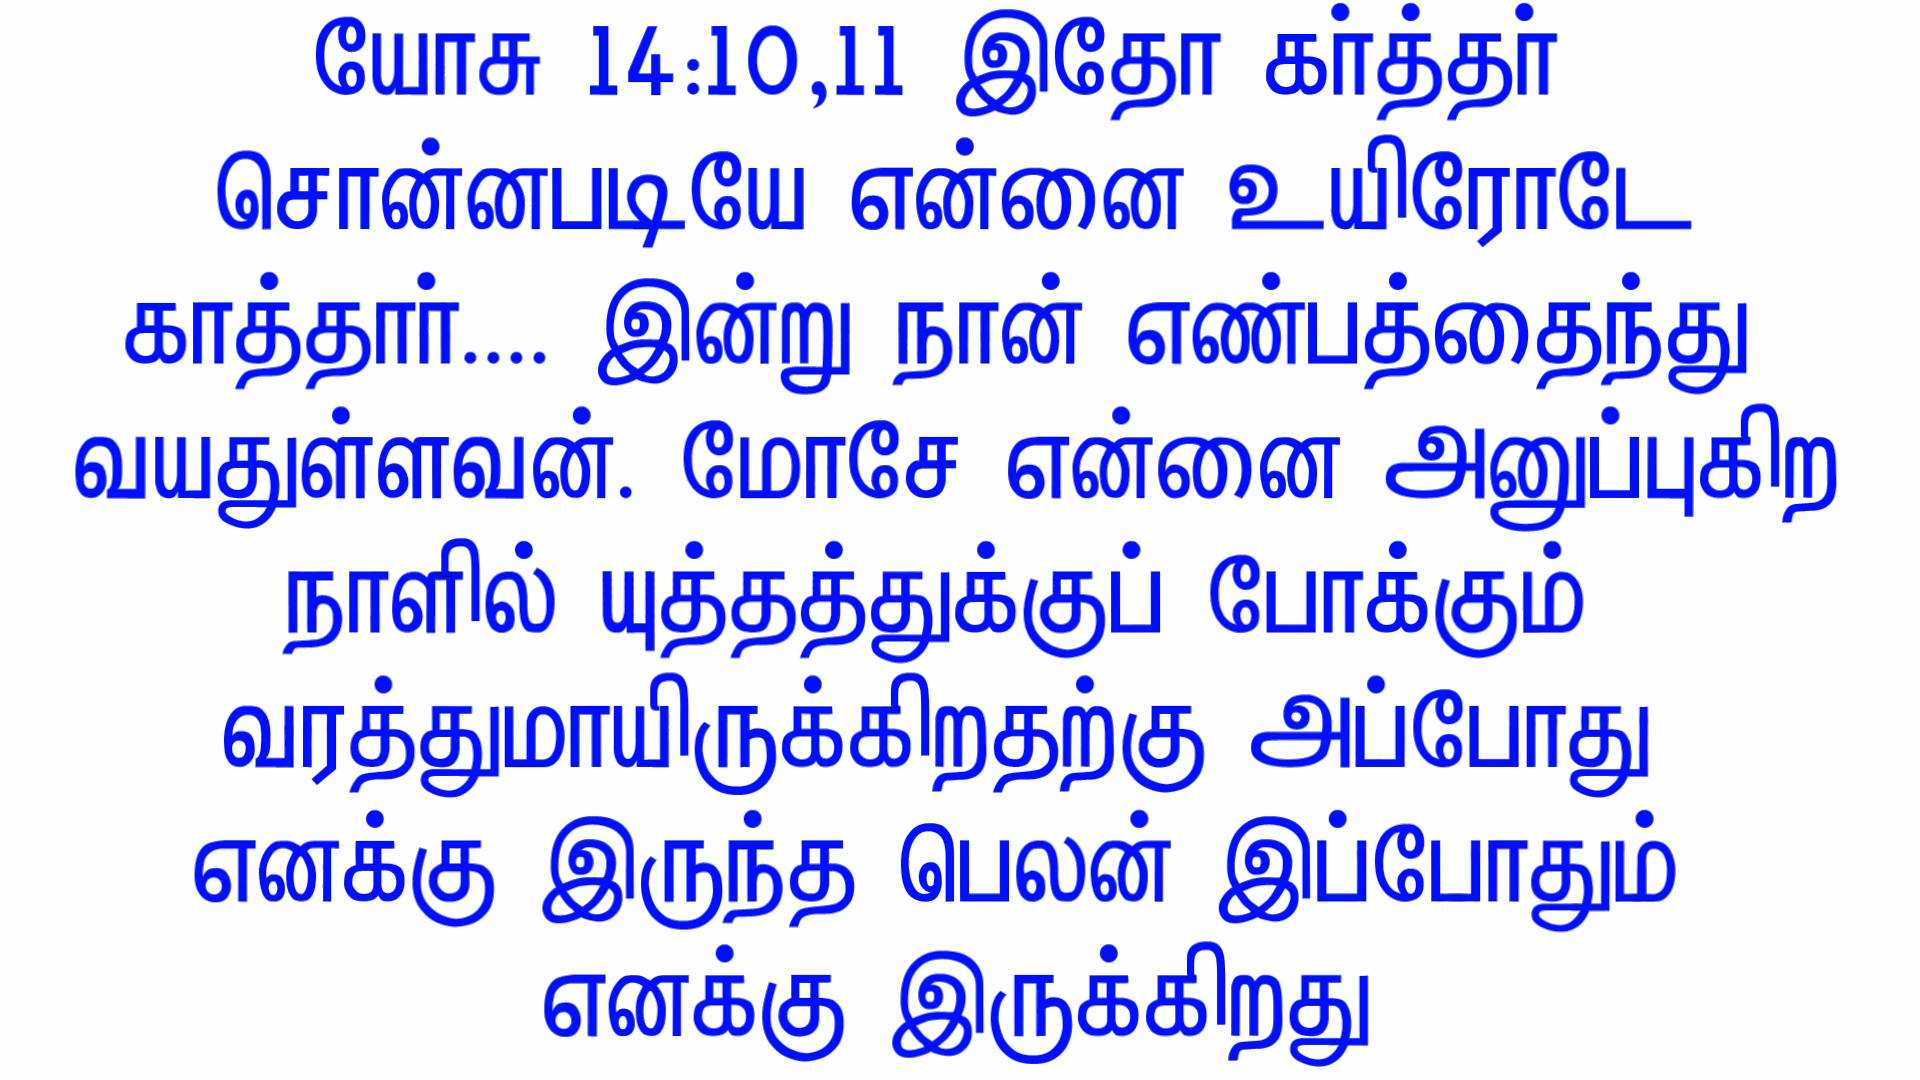 யோசு 14:10,11 இதோ கர்த்தர்
சொன்னபடியே என்னை உயிரோடே
காத்தார்.... இன்று நான் எண்பத்தைந்து
வயதுள்ளவன். மோசே என்னை அனுப்புகிற
நாளில் யுத்தத்துக்குப் போக்கும்
வரத்துமாயிருக்கிறதற்கு அப்போது
எனக்கு இருந்த பெலன் இப்போதும்
எனக்கு இருக்கிறது